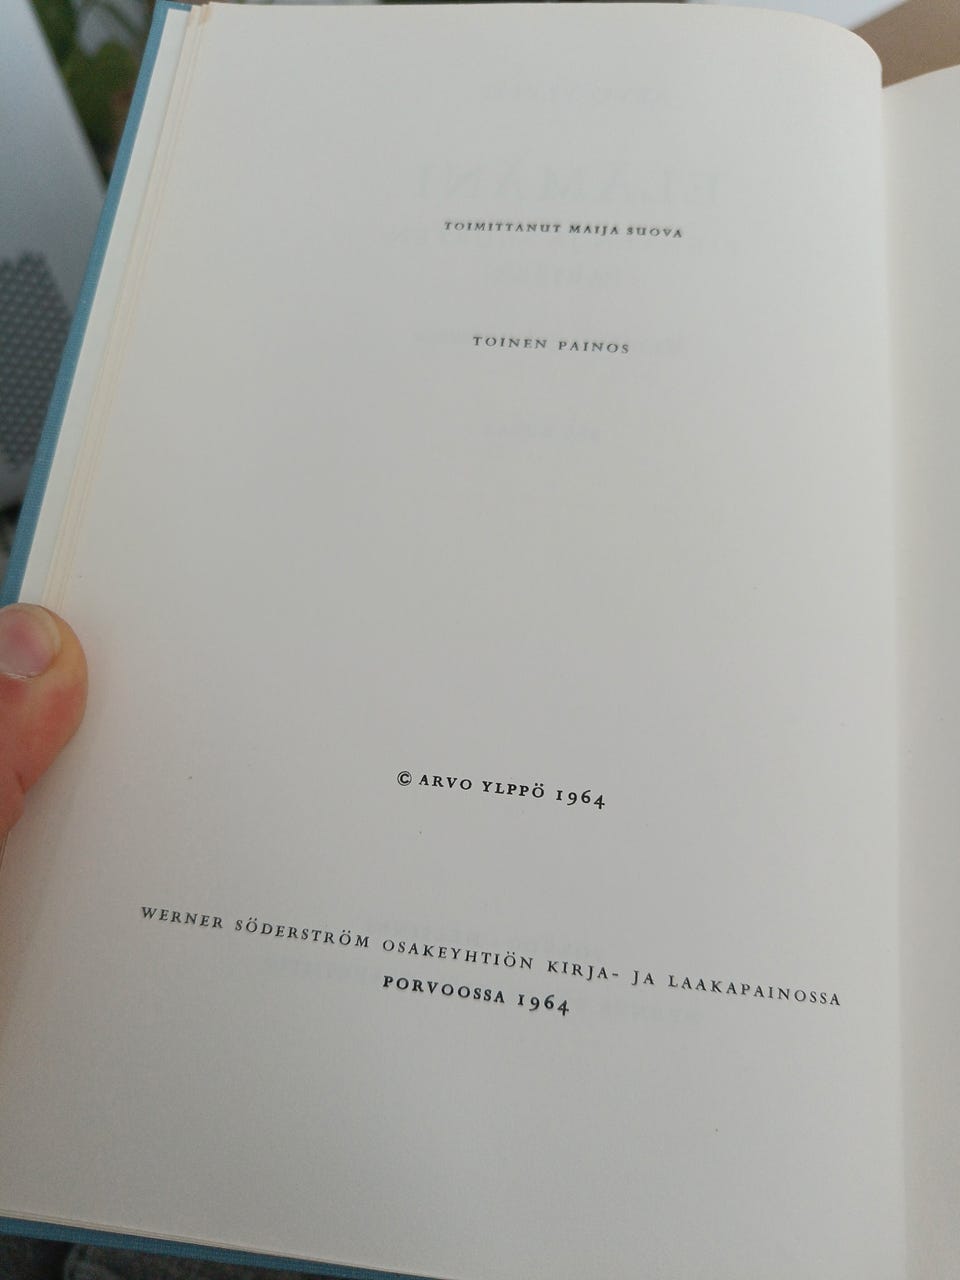 TOIMITTANUT MAIJA SUOVA
TOINEN PAINOS
© ARVO YLPPÖ 1964
WERNER SÖDERSTRÖM OSAKEYHTIÖN KIRJA- JA LAAKAPAINOSSA
PORVOOSSA 1964